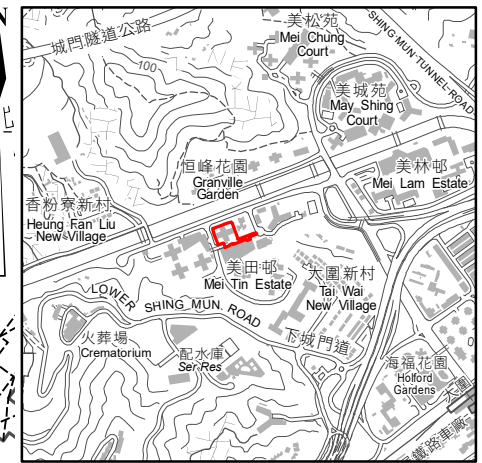 N
北
城門隧道公路
美松苑
Mei Chung
Court
SHING MUN TUNNEL ROAD
100
美城苑
May Shing
Court
恒峰花園
Granville
Garden
美林邨
Mei Lam Estate
香粉寮新村
Heung Fan Liu
New Village
美田邨
Mei Tin Estate
大圍新村
Tai Wai
New Village
LOWER SHING MUN ROAD
下城門道
火葬場
Crematorium
配水庫
Ser Res
海福花園
Holford
Gardens
大圍
鐵路車廠